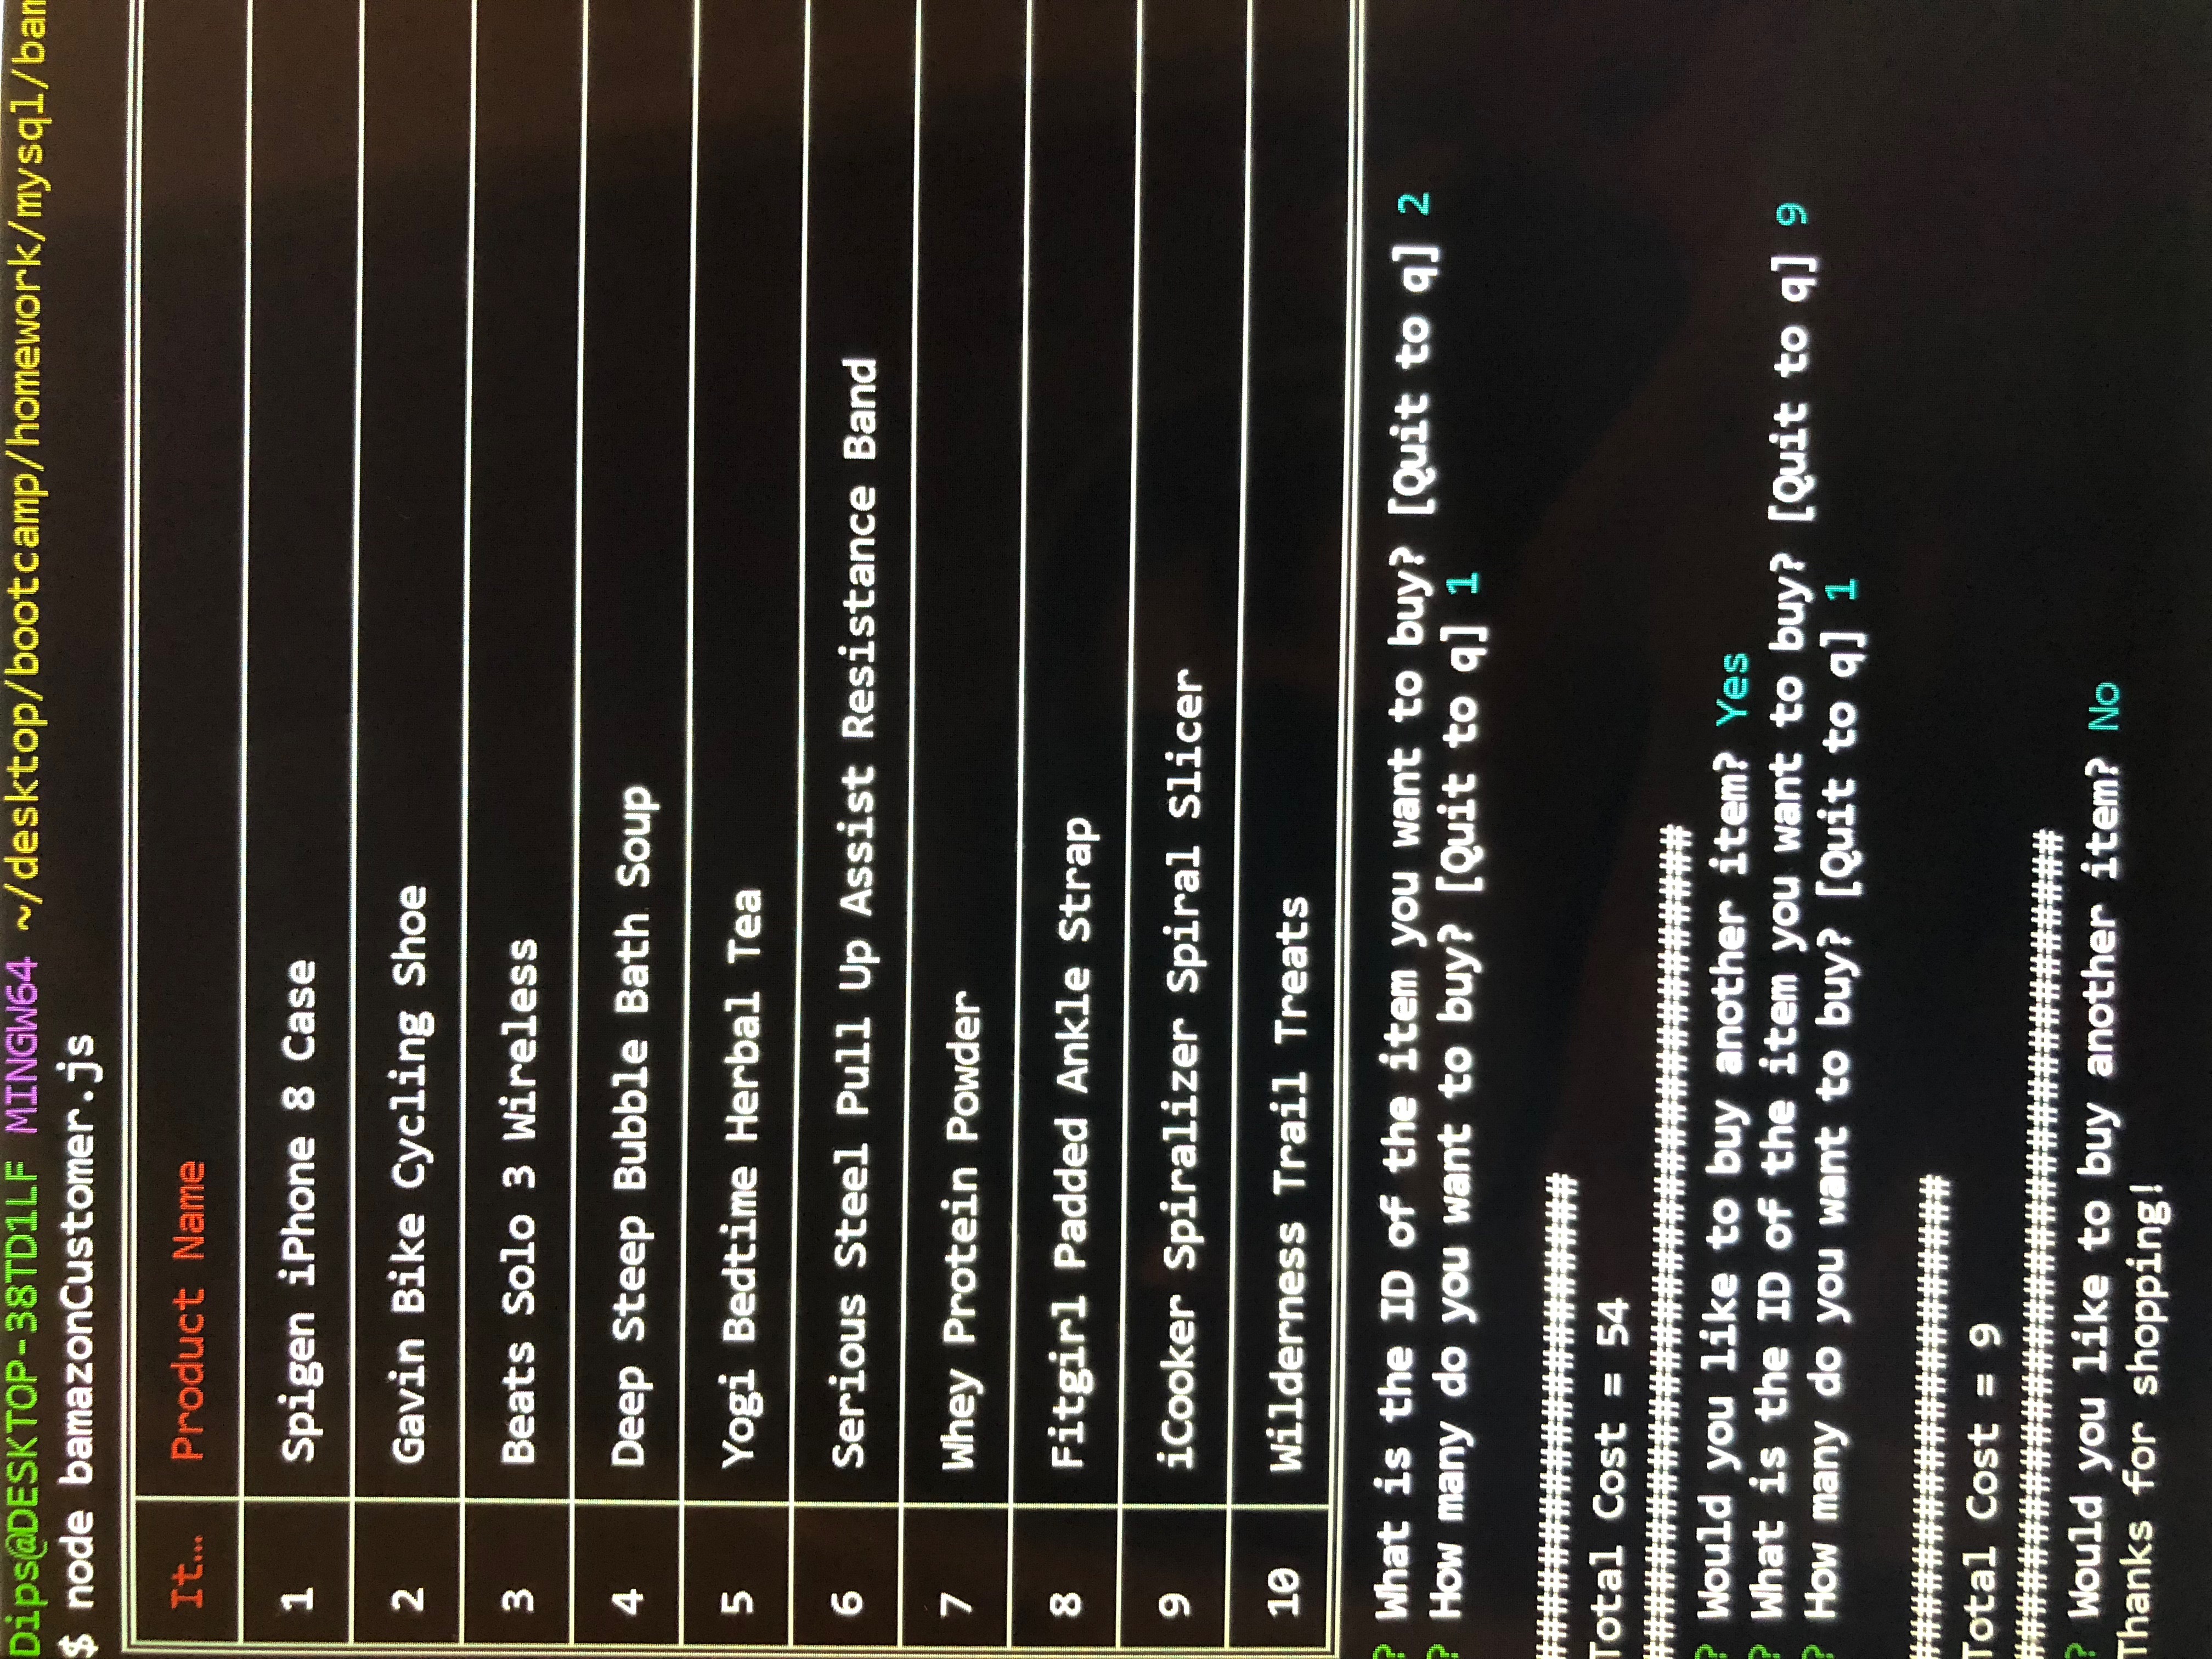 Dips@DESKTOP-38TD1LF MINGW64 ~/desktop/bootcamp/homework/mysql/bam
$ node bamazonCustomer.js
It… Product Name
1 Spigen iPhone 8 Case
2 Gavin Bike Cycling Shoe
3 Beats Solo 3 Wireless
4 Deep Steep Bubble Bath Soup
5 Yogi Bedtime Herbal Tea
6 Serious Steel Pull Up Assist Resistance Band
7 Whey Protein Powder
8 Fitgirl Padded Ankle Strap
9 iCooker Spiralizer Spiral Slicer
10 Wilderness Trail Treats
? What is the ID of the item you want to buy? [Quit to q] 2
? How many do you want to buy? [Quit to q] 1
####################
Total Cost = 54
##################################
? Would you like to buy another item? Yes
? What is the ID of the item you want to buy? [Quit to q] 9
? How many do you want to buy? [Quit to q] 1
####################
Total Cost = 9
##################################
? Would you like to buy another item? No
Thanks for shopping!